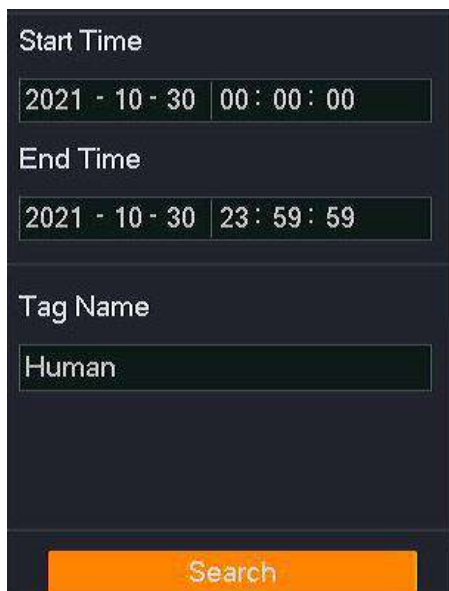 Start Time
2021 - 10 - 30 00: 00: 00
End Time
2021 - 10 - 30 23: 59: 59
Tag Name
Human
Search